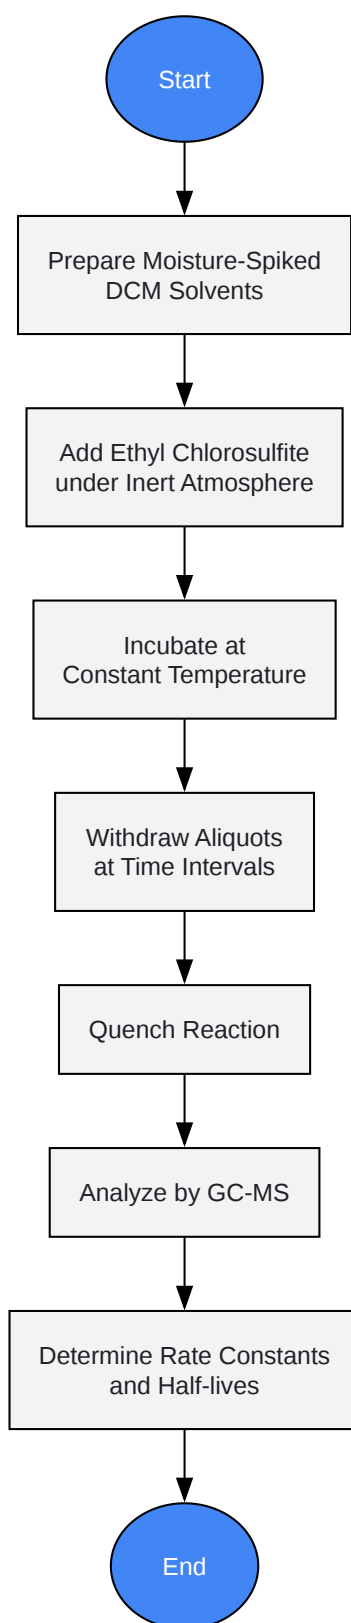 Start
Prepare Moisture-Spiked
DCM Solvents
Add Ethyl Chlorosulfite
under Inert Atmosphere
Incubate at
Constant Temperature
Withdraw Aliquots
at Time Intervals
Quench Reaction
Analyze by GC-MS
Determine Rate Constants
and Half-lives
End